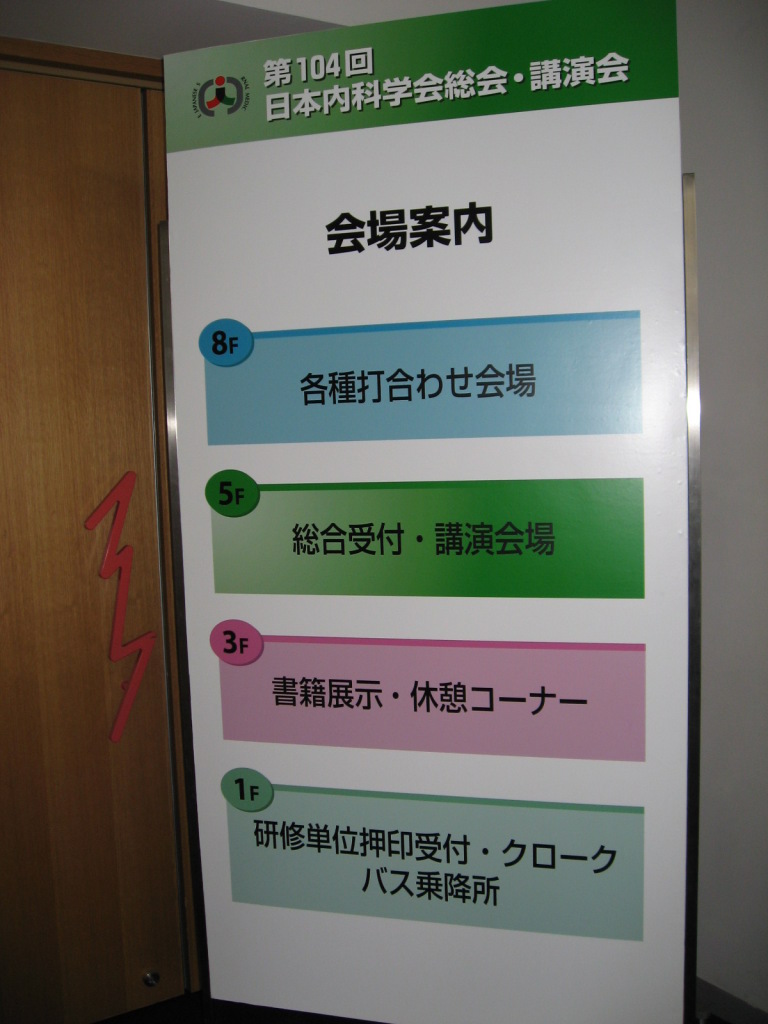 第104回
日本内科学会総会・講演会
会場案内
8F
各種打合わせ会場
5F
総合受付・講演会場
3F
書籍展示・休憩コーナー
1F
研修単位押印受付・クローク
バス乗降所